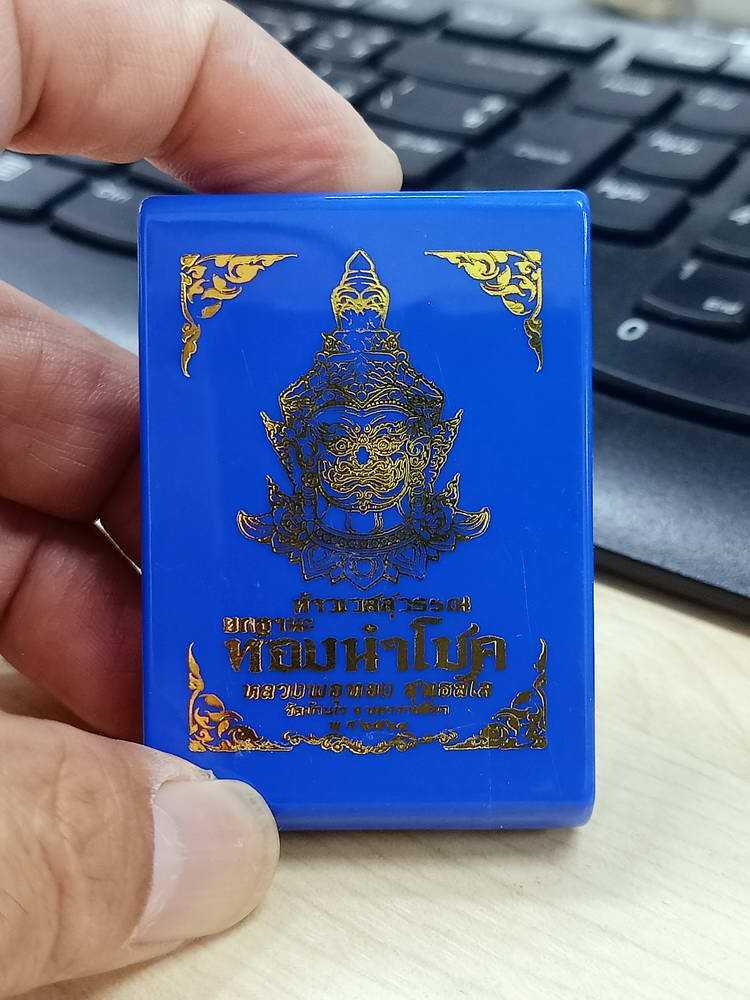 ท้าวเวสสุวรรณ
ยกฐานะ
ทองนำโชค
หลวงพ่อทอง สุทธสีโล